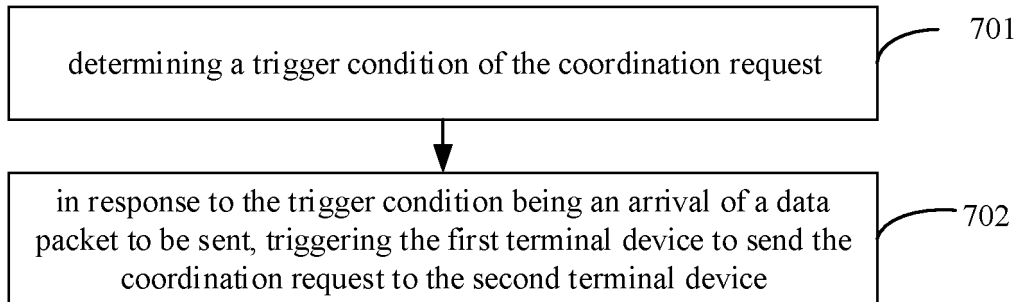 determining a trigger condition of the coordination request
701
in response to the trigger condition being an arrival of a data
packet to be sent, triggering the first terminal device to send the
coordination request to the second terminal device
702